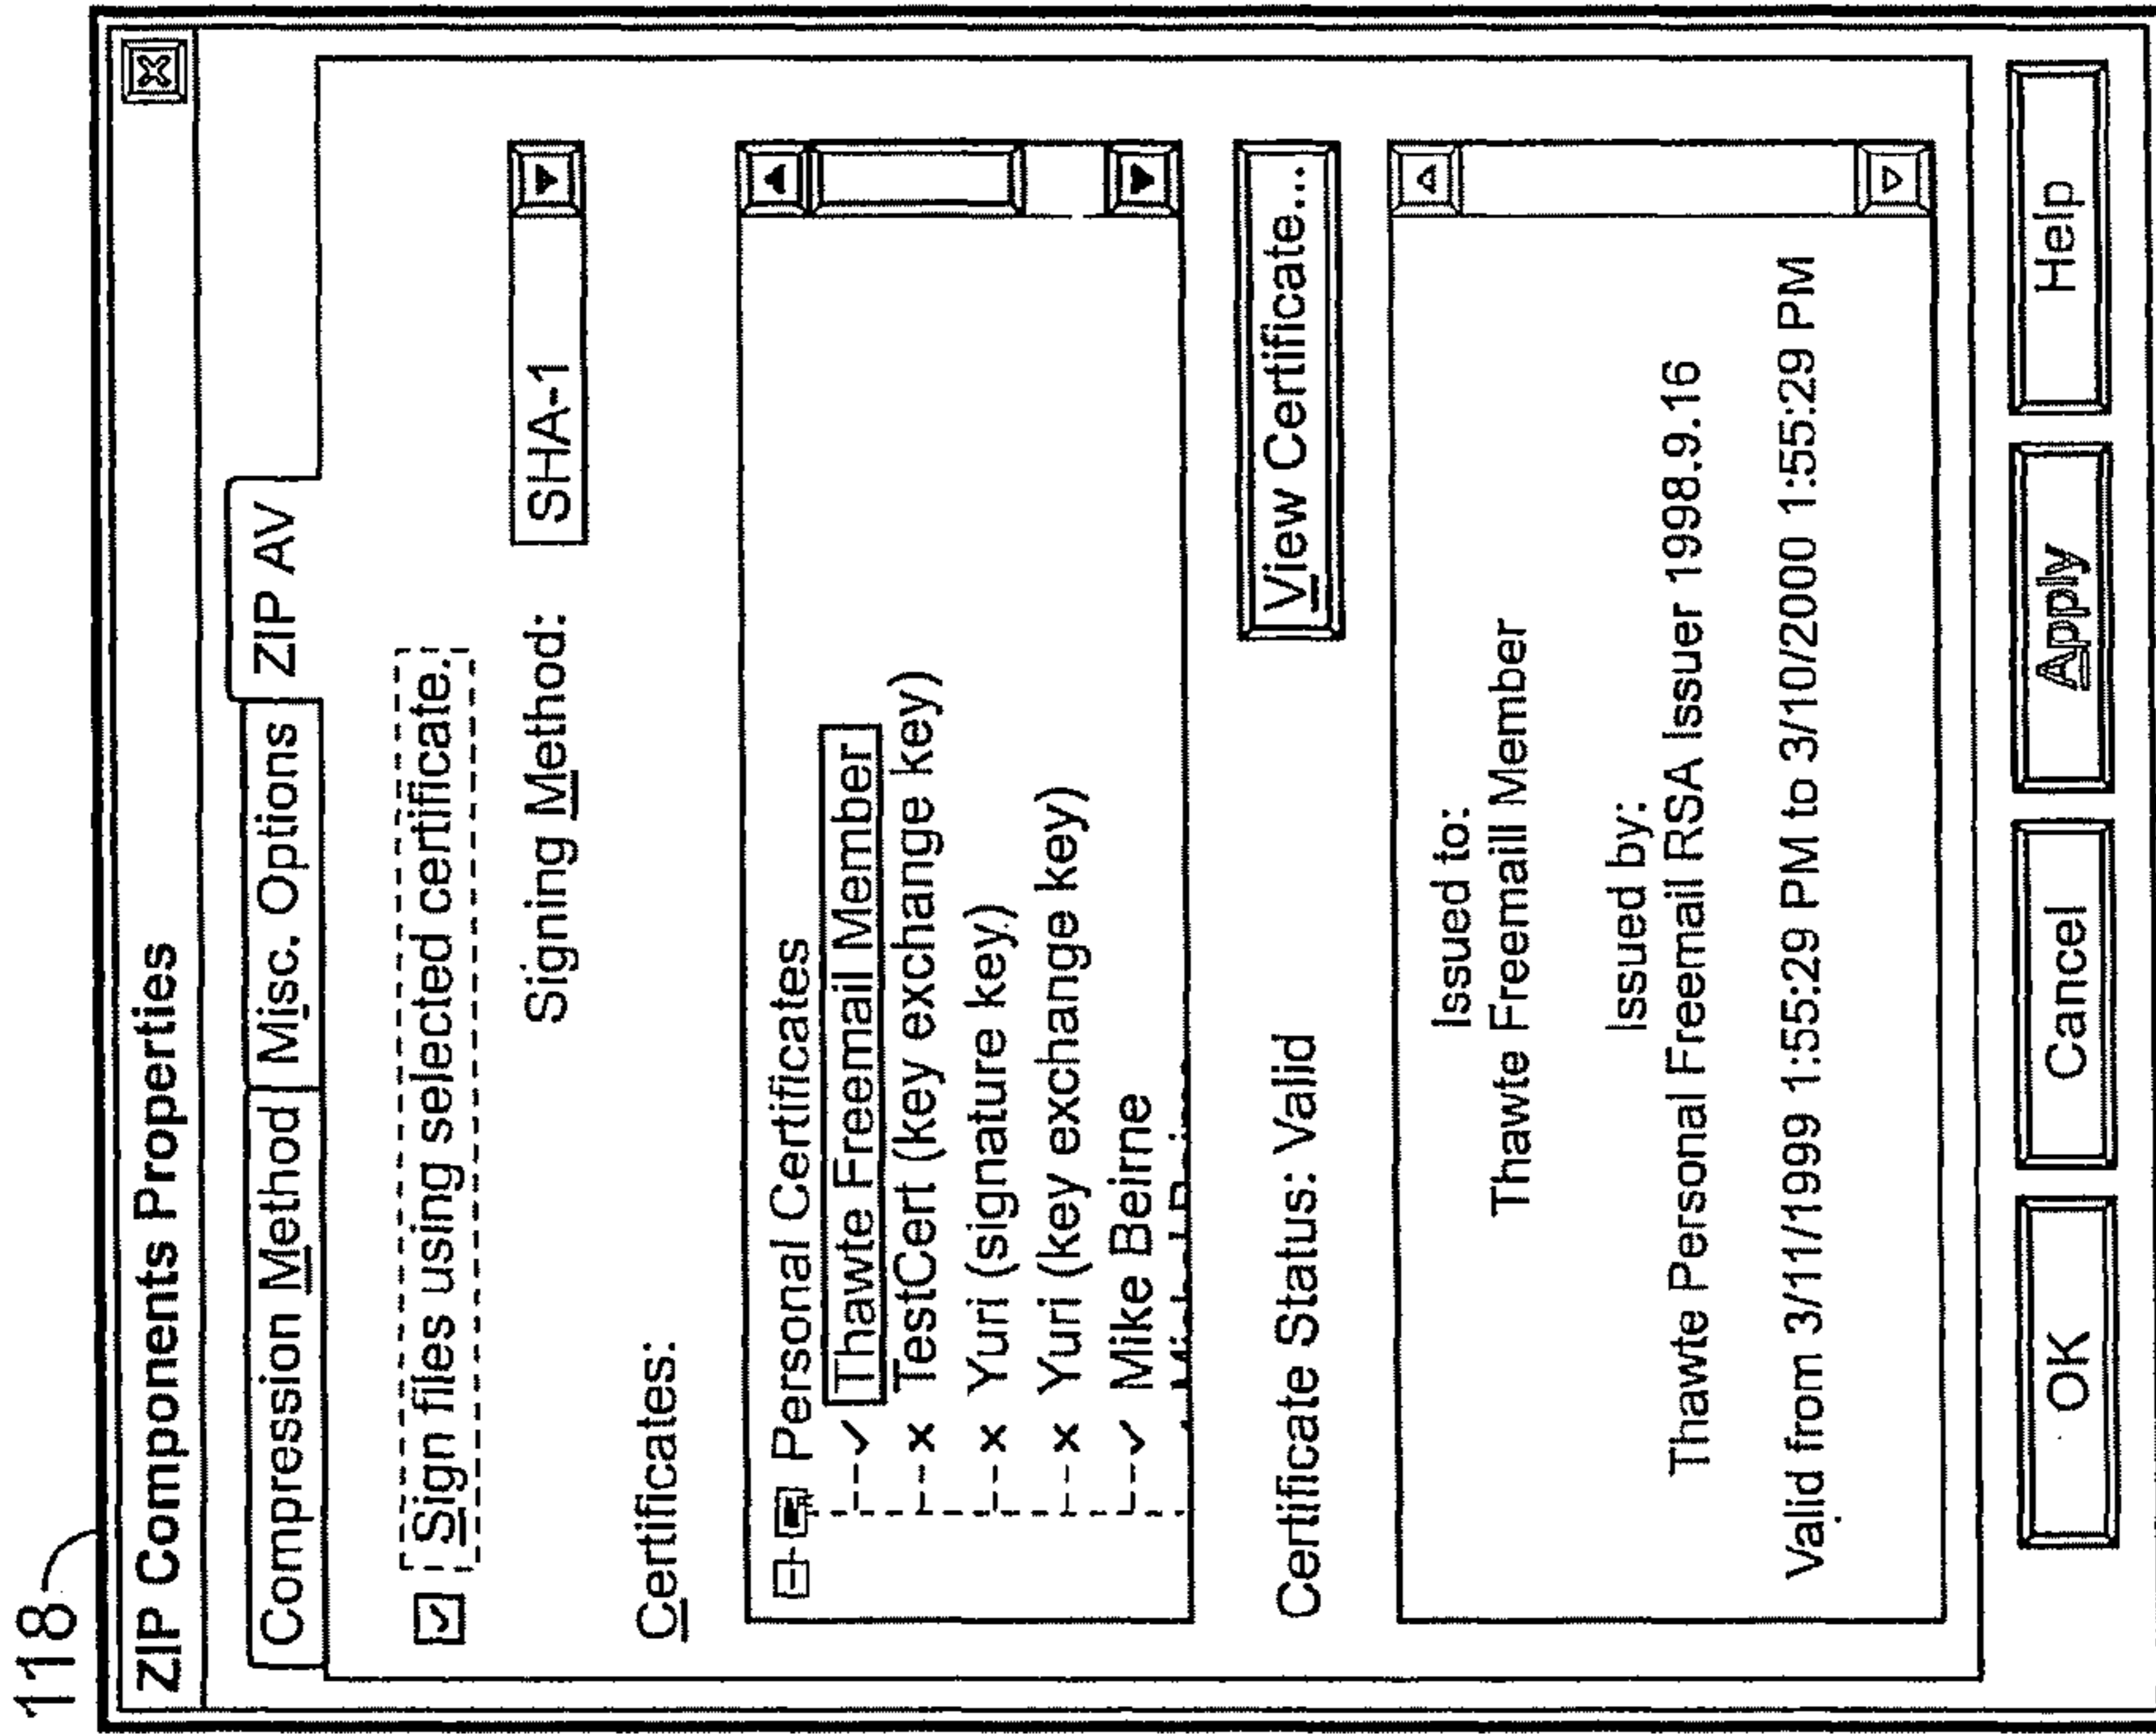 118
ZIP Components Properties
Compression Method Misc. Options ZIP AV
Sign files using selected certificate.
Signing Method: SHA-1
Certificates:
Personal Certificates
Thawte Freemail Member
TestCert (key exchange key)
Yuri (signature key)
Yuri (key exchange key)
Mike Beirne
Certificate Status: Valid View Certificate...
Issued to:
Thawte Freemaill Member
Issued by:
Thawte Personal Freemail RSA Issuer 1998.9.16
Valid from 3/11/1999 1:55:29 PM to 3/10/2000 1:55:29 PM
OK Cancel Apply Help